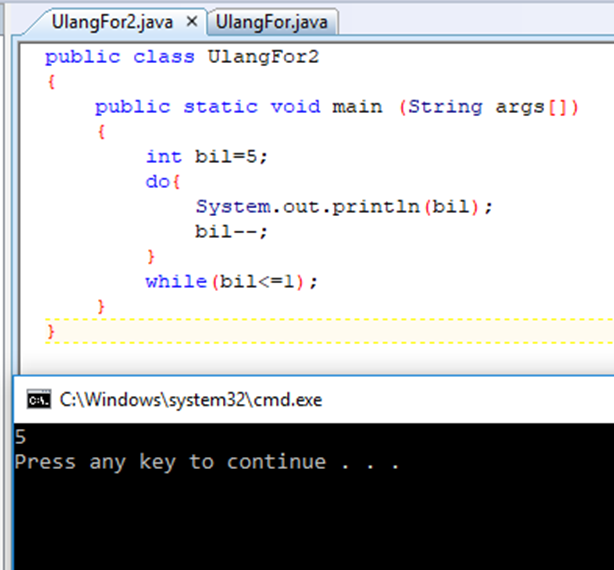 UlangFor2.java × UlangFor.java
public class UlangFor2
{
    public static void main (String args[])
    {
        int bil=5;
        do{
            System.out.println(bil);
            bil--;
        }
        while(bil<=1);
    }
}
C:\Windows\system32\cmd.exe
5
Press any key to continue . . .